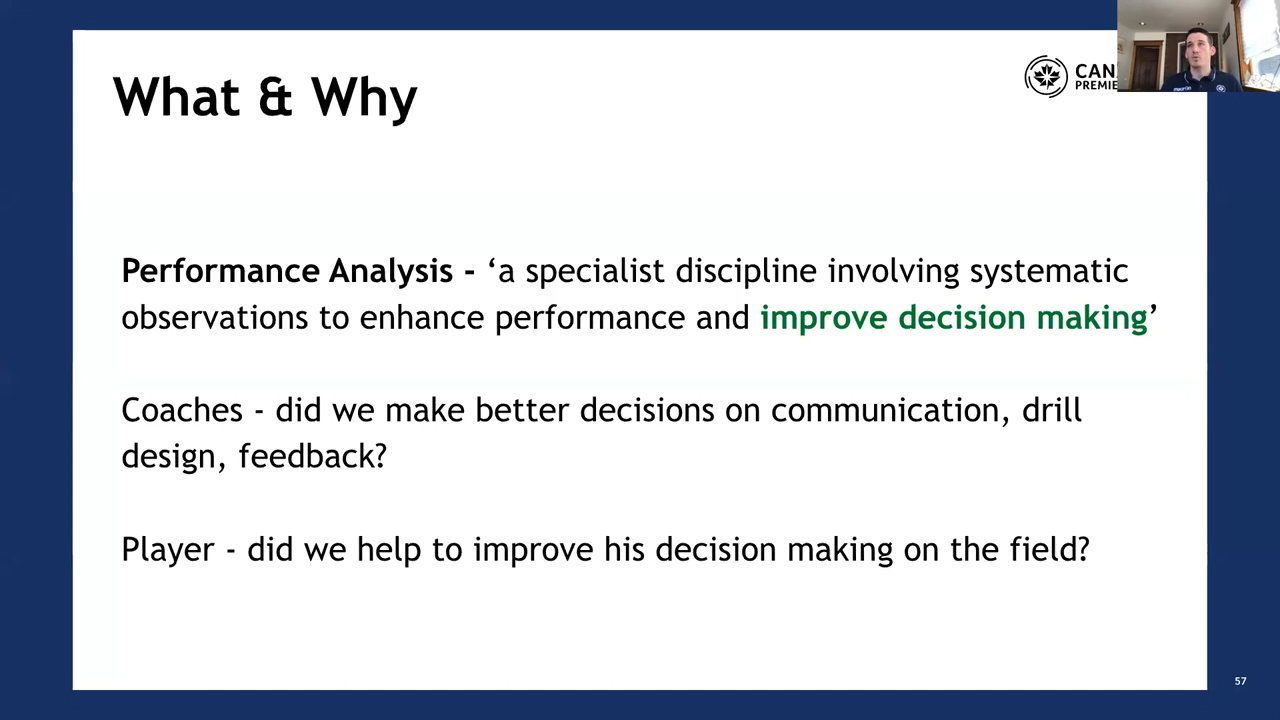 What & Why
Performance Analysis - ‘a specialist discipline involving systematic
observations to enhance performance and improve decision making’
Coaches - did we make better decisions on communication, drill
design, feedback?
Player - did we help to improve his decision making on the field?
57